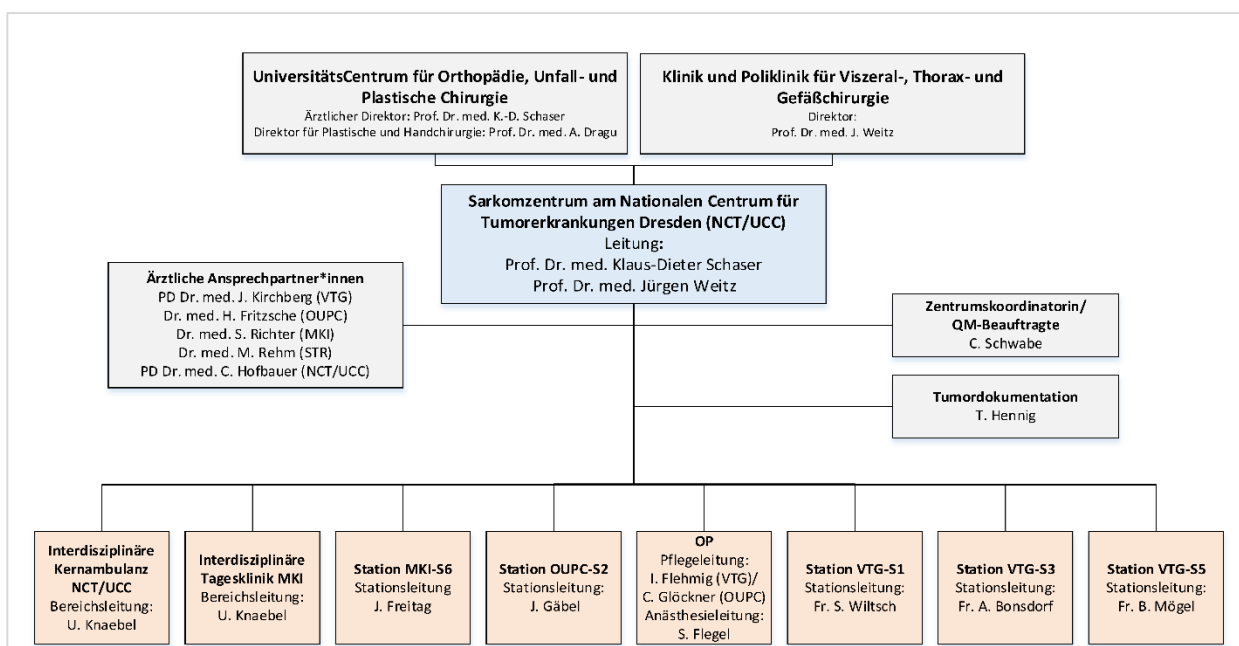 UniversitätsCentrum für Orthopädie, Unfall- und
Plastische Chirurgie
Ärztlicher Direktor: Prof. Dr. med. K.-D. Schaser
Direktor für Plastische und Handchirurgie: Prof. Dr. med. A. Dragu
Klinik und Poliklinik für Viszeral-, Thorax- und
Gefäßchirurgie
Direktor:
Prof. Dr. med. J. Weitz
Sarkomzentrum am Nationalen Centrum für
Tumorerkrankungen Dresden (NCT/UCC)
Leitung:
Prof. Dr. med. Klaus-Dieter Schaser
Prof. Dr. med. Jürgen Weitz
Ärztliche Ansprechpartner*innen
PD Dr. med. J. Kirchberg (VTG)
Dr. med. H. Fritzsche (OUPC)
Dr. med. S. Richter (MKI)
Dr. med. M. Rehm (STR)
PD Dr. med. C. Hofbauer (NCT/UCC)
Zentrumskoordinatorin/
QM-Beauftragte
C. Schwabe
Tumordokumentation
T. Hennig
Interdisziplinäre
Kernambulanz
NCT/UCC
Bereichsleitung:
U. Knaebel
Interdisziplinäre
Tagesklinik MKI
Bereichsleitung:
U. Knaebel
Station MKI-S6
Stationsleitung
J. Freitag
Station OUPC-S2
Stationsleitung:
J. Gäbel
OP
Pflegeleitung:
I. Flehmig (VTG)/
C. Glöckner (OUPC)
Anästhesieleitung:
S. Flegel
Station VTG-S1
Stationsleitung:
Fr. S. Wiltsch
Station VTG-S3
Stationsleitung:
Fr. A. Bonsdorf
Station VTG-S5
Stationsleitung:
Fr. B. Mögel